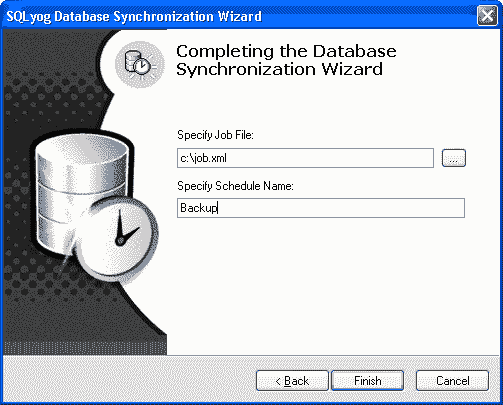 SQLyog Database Synchronization Wizard
Completing the Database
Synchronization Wizard
Specify Job File:
c:\job.xml
...
Specify Schedule Name:
Backup
< Back
Finish
Cancel